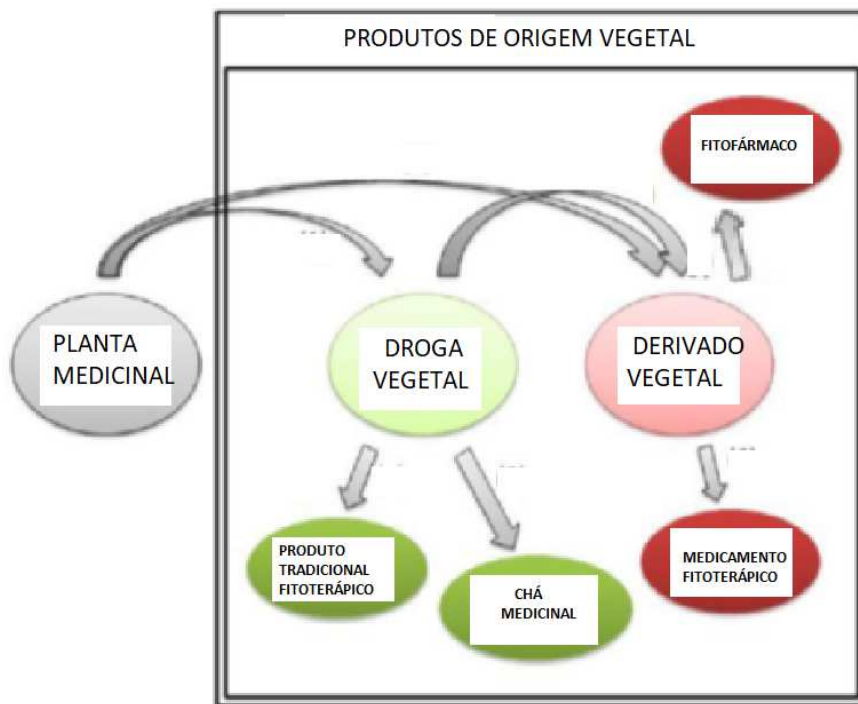 PRODUTOS DE ORIGEM VEGETAL
FITOFÁRMACO
PLANTA
MEDICINAL
DROGA
VEGETAL
DERIVADO
VEGETAL
PRODUTO
TRADICIONAL
FITOTERÁPICO
CHÁ
MEDICINAL
MEDICAMENTO
FITOTERÁPICO